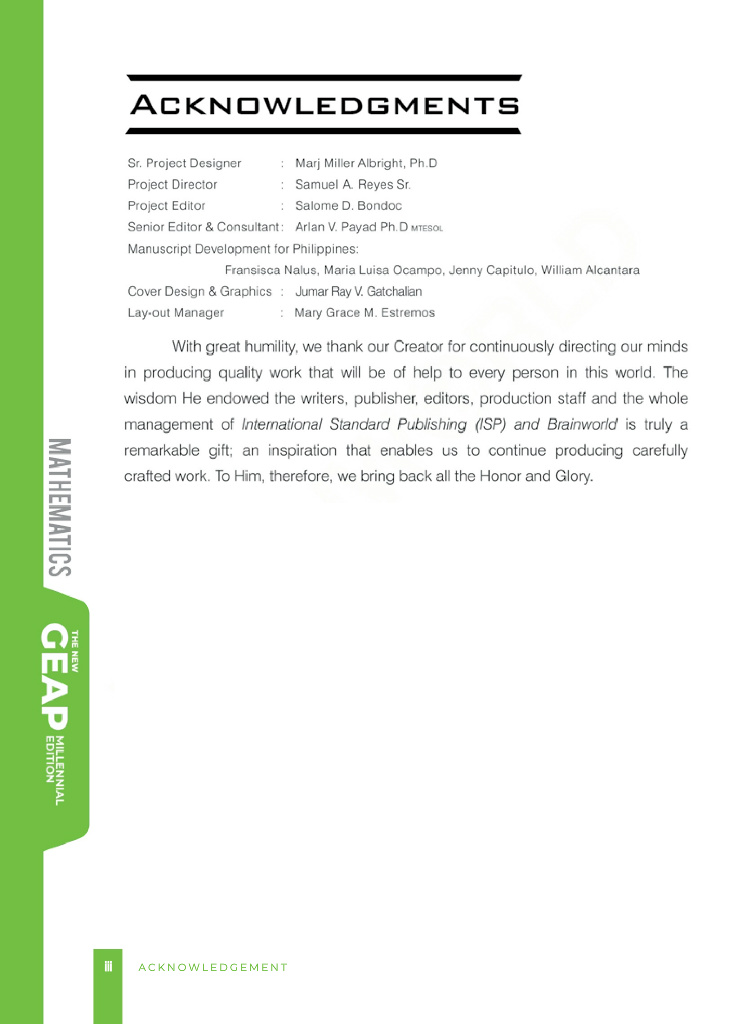 ACKNOWLEDGMENTS
Sr. Project Designer : Marj Miller Albright, Ph.D
Project Director : Samuel A. Reyes Sr.
Project Editor : Salome D. Bondoc
Senior Editor & Consultant : Arlan V. Payad Ph.D MTESOL
Manuscript Development for Philippines:
Fransisca Nalus, Maria Luisa Ocampo, Jenny Capitulo, William Alcantara
Cover Design & Graphics : Jumar Ray V. Gatchalian
Lay-out Manager : Mary Grace M. Estremos
With great humility, we thank our Creator for continuously directing our minds
in producing quality work that will be of help to every person in this world. The
wisdom He endowed the writers, publisher, editors, production staff and the whole
management of International Standard Publishing (ISP) and Brainworld is truly a
remarkable gift; an inspiration that enables us to continue producing carefully
crafted work. To Him, therefore, we bring back all the Honor and Glory.
MATHEMATICS
THE NEW
GEAP
MILLENNIAL
EDITION
iii
ACKNOWLEDGEMENT